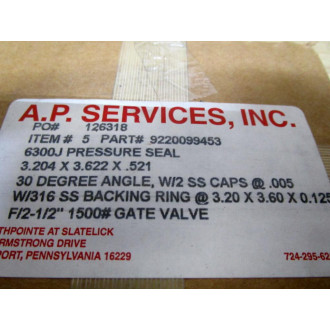 A.P. SERVICES, INC.
PO# 126318
ITEM # 5 PART# 9220099453
6300J PRESSURE SEAL
3.204 X 3.622 X .521
30 DEGREE ANGLE, W/2 SS CAPS @ .005
W/316 SS BACKING RING @ 3.20 X 3.60 X 0.125
F/2-1/2" 1500# GATE VALVE
THPOINTE AT SLATELICK
RMSTRONG DRIVE
PORT, PENNSYLVANIA 16229
724-295-62